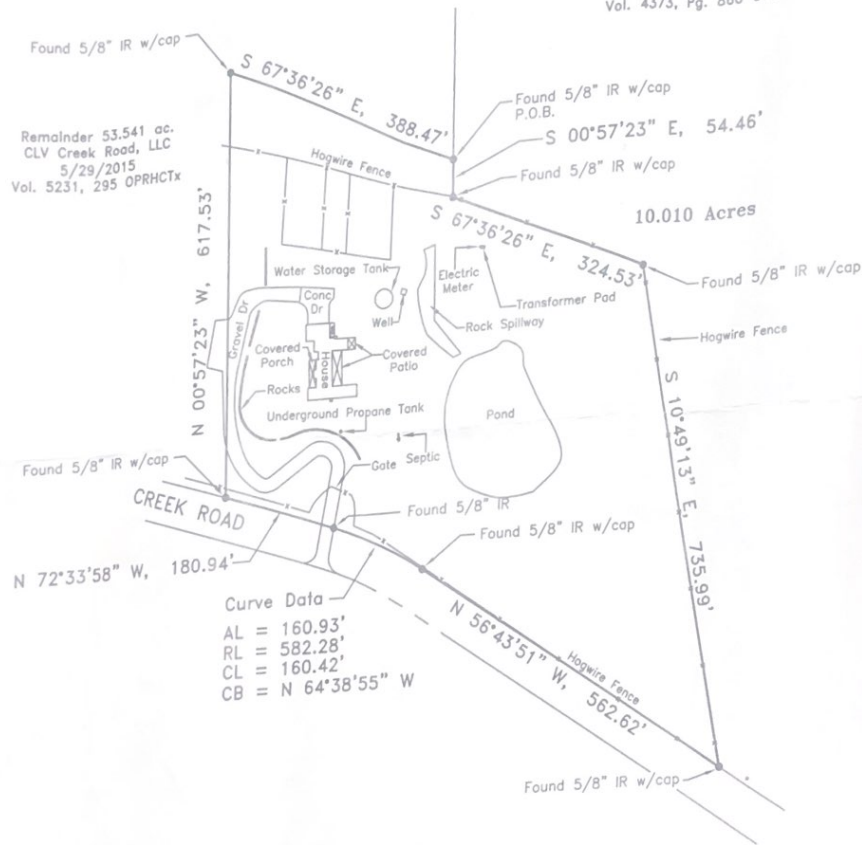 Vol. 4373, Pg. 860
Found 5/8" IR w/cap
S 67°36'26" E, 388.47'
Found 5/8" IR w/cap
P.O.B.
S 00°57'23" E, 54.46'
Remainder 53.541 ac.
CLV Creek Road, LLC
5/29/2015
Vol. 5231, 295 OPRHCTx
Hogwire Fence
Found 5/8" IR w/cap
S 67°36'26" E, 324.53'
10.010 Acres
N 00°57'23" W, 617.53'
Water Storage Tank
Electric
Meter
Found 5/8" IR w/cap
Conc
Dr
Transformer Pad
Gravel Dr
Well
Rock Spillway
Hogwire Fence
Covered
Porch
House
Covered
Patio
Rocks
S 10°49'13" E, 735.99'
Underground Propane Tank
Pond
Found 5/8" IR w/cap
Gate
Septic
CREEK ROAD
Found 5/8" IR
Found 5/8" IR w/cap
N 72°33'58" W, 180.94'
Curve Data
AL = 160.93'
RL = 582.28'
CL = 160.42'
CB = N 64°38'55" W
N 56°43'51" W, 562.62'
Hogwire Fence
Found 5/8" IR w/cap